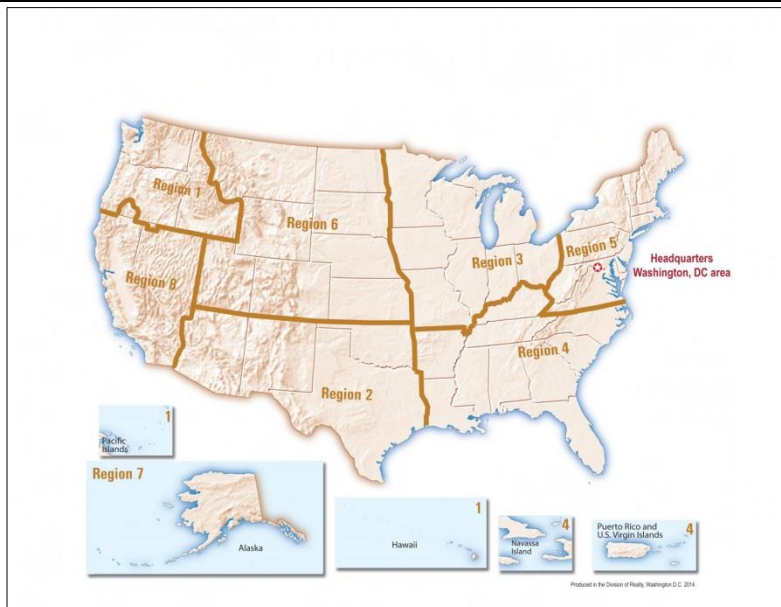 Region 1
Region 6
Region 5
Region 3
Headquarters
Washington, DC area
Region 8
Region 4
Region 2
1
Pacific
Islands
Region 7
Alaska
1
Hawaii
4
Navassa
Island
Puerto Rico and
U.S. Virgin Islands
4
Produced in the Division of Realty, Washington D.C. 2014